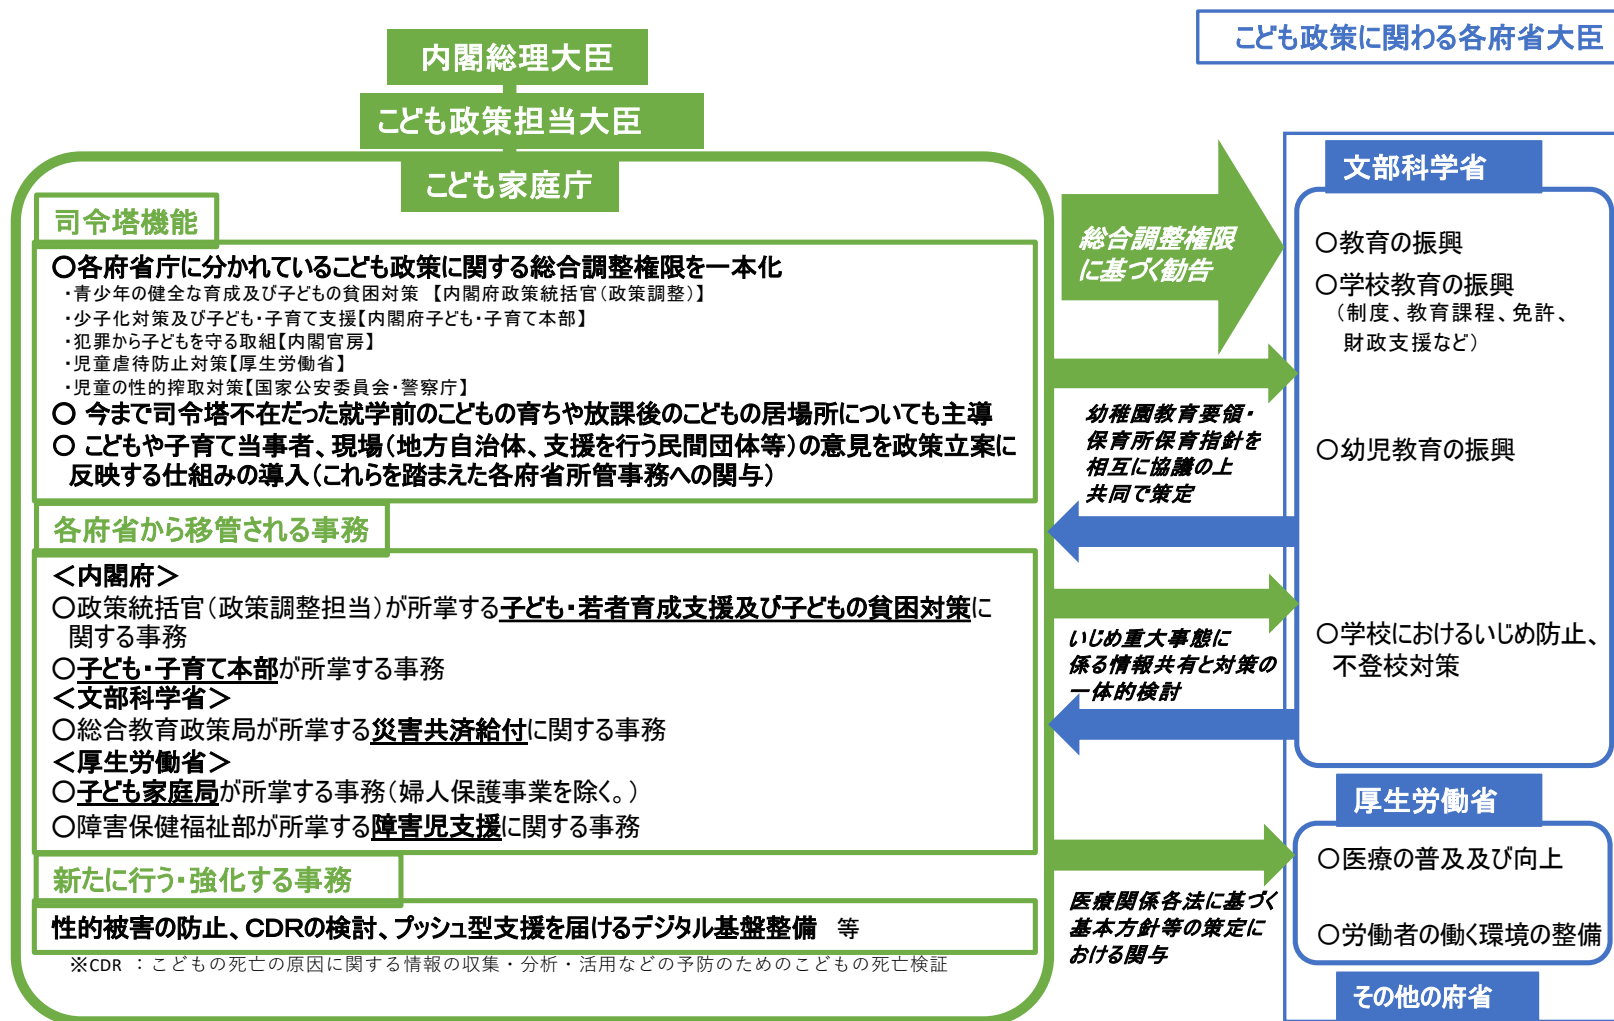 こども政策に関わる各府省大臣
内閣総理大臣
こども政策担当大臣
こども家庭庁
司令塔機能
〇各府省庁に分かれているこども政策に関する総合調整権限を一本化
・青少年の健全な育成及び子どもの貧困対策 【内閣府政策統括官(政策調整)】
・少子化対策及び子ども・子育て支援【内閣府子ども・子育て本部】
・犯罪から子どもを守る取組【内閣官房】
・児童虐待防止対策【厚生労働省】
・児童の性的搾取対策【国家公安委員会・警察庁】
〇 今まで司令塔不在だった就学前のこどもの育ちや放課後のこどもの居場所についても主導
〇 こどもや子育て当事者、現場(地方自治体、支援を行う民間団体等)の意見を政策立案に
反映する仕組みの導入(これらを踏まえた各府省所管事務への関与)
各府省から移管される事務
<内閣府>
〇政策統括官(政策調整担当)が所掌する子ども・若者育成支援及び子どもの貧困対策に
関する事務
〇子ども・子育て本部が所掌する事務
<文部科学省>
〇総合教育政策局が所掌する災害共済給付に関する事務
<厚生労働省>
〇子ども家庭局が所掌する事務(婦人保護事業を除く。)
〇障害保健福祉部が所掌する障害児支援に関する事務
新たに行う・強化する事務
性的被害の防止、CDRの検討、プッシュ型支援を届けるデジタル基盤整備 等
※CDR :こどもの死亡の原因に関する情報の収集・分析・活用などの予防のためのこどもの死亡検証
総合調整権限
に基づく勧告
幼稚園教育要領・
保育所保育指針を
相互に協議の上
共同で策定
いじめ重大事態に
係る情報共有と対策の
一体的検討
医療関係各法に基づく
基本方針等の策定に
おける関与
文部科学省
〇教育の振興
〇学校教育の振興
(制度、教育課程、免許、
財政支援など)
〇幼児教育の振興
〇学校におけるいじめ防止、
不登校対策
厚生労働省
〇医療の普及及び向上
〇労働者の働く環境の整備
その他の府省